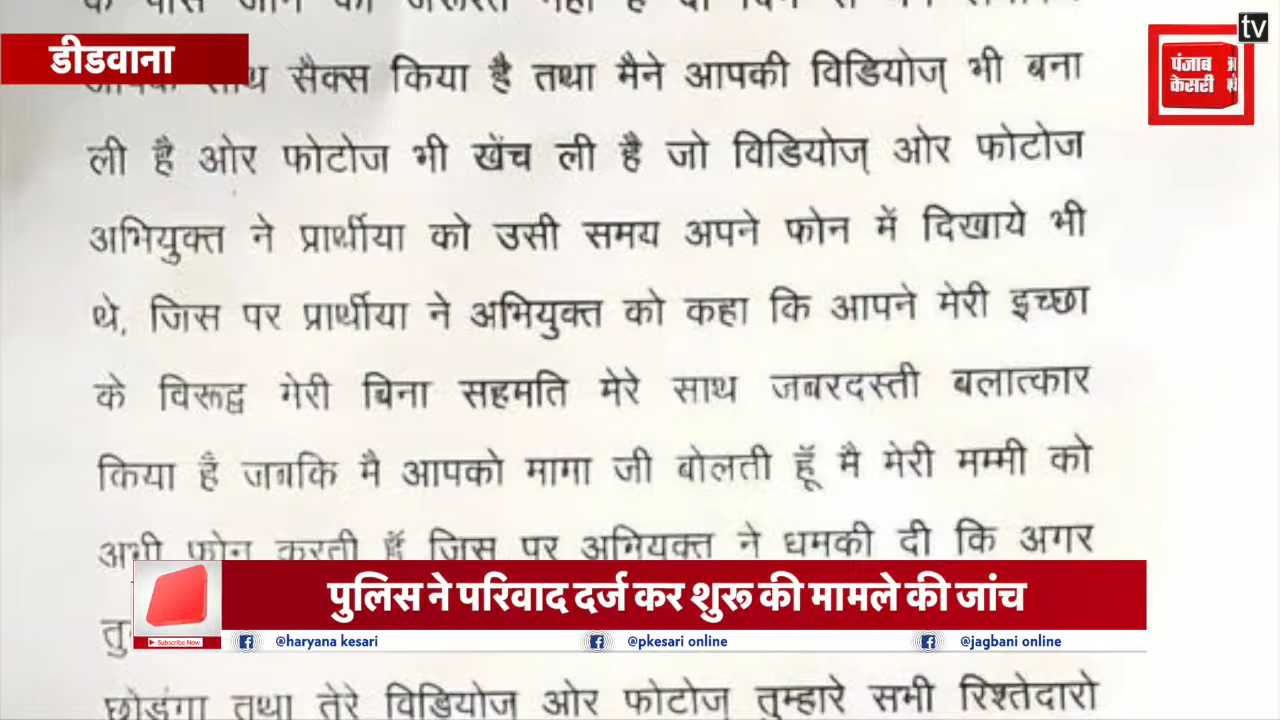 डीडवाना
tv
पंजाब
केसरी
सैक्स किया है तथा मैने आपकी विडियोज् भी बना
ली है ओर फोटोज भी खेंच ली है जो विडियोज् ओर फोटोज
अभियुक्त ने प्रार्थीया को उसी समय अपने फोन में दिखाये भी
थे, जिस पर प्रार्थीया ने अभियुक्त को कहा कि आपने मेरी इच्छा
के विरूद्व मेरी बिना सहमति मेरे साथ जबरदस्ती बलात्कार
किया है जबकि मै आपको मामा जी बोलती हूॅं मै मेरी मम्मी को
अभी फोन करती हॅूं जिस पर अभियुक्त ने धमकी दी कि अगर
छोडुंगा तथा तेरे विडियोज् ओर फोटोज् तुम्हारे सभी रिश्तेदारो
पुलिस ने परिवाद दर्ज कर शुरू की मामले की जांच
Subscribe Now
@haryana kesari
@pkesari online
@jagbani online